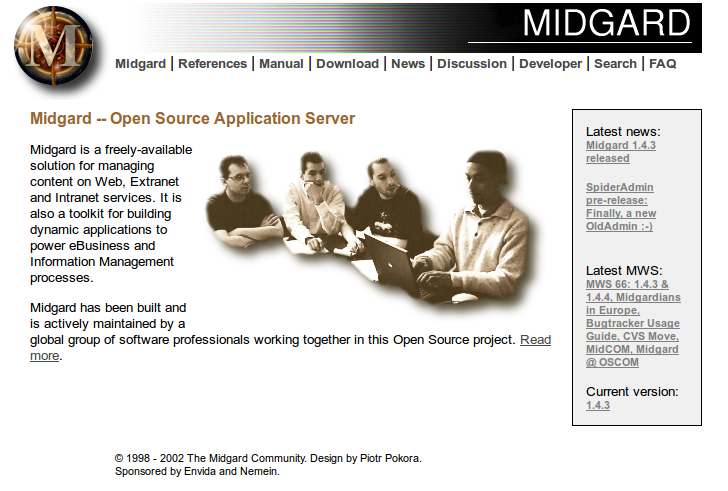 M
MIDGARD
Midgard | References | Manual | Download | News | Discussion | Developer | Search | FAQ
Midgard -- Open Source Application Server
Midgard is a freely-available
solution for managing
content on Web, Extranet
and Intranet services. It is
also a toolkit for building
dynamic applications to
power eBusiness and
Information Management
processes.
Midgard has been built and
is actively maintained by a
global group of software professionals working together in this Open Source project. Read
more.
Latest news:
Midgard 1.4.3
released
SpiderAdmin
pre-release:
Finally, a new
OldAdmin :-)
Latest MWS:
MWS 66: 1.4.3 &
1.4.4, Midgardians
in Europe,
Bugtracker Usage
Guide, CVS Move,
MidCOM, Midgard
@ OSCOM
Current version:
1.4.3
© 1998 - 2002 The Midgard Community. Design by Piotr Pokora.
Sponsored by Envida and Nemein.